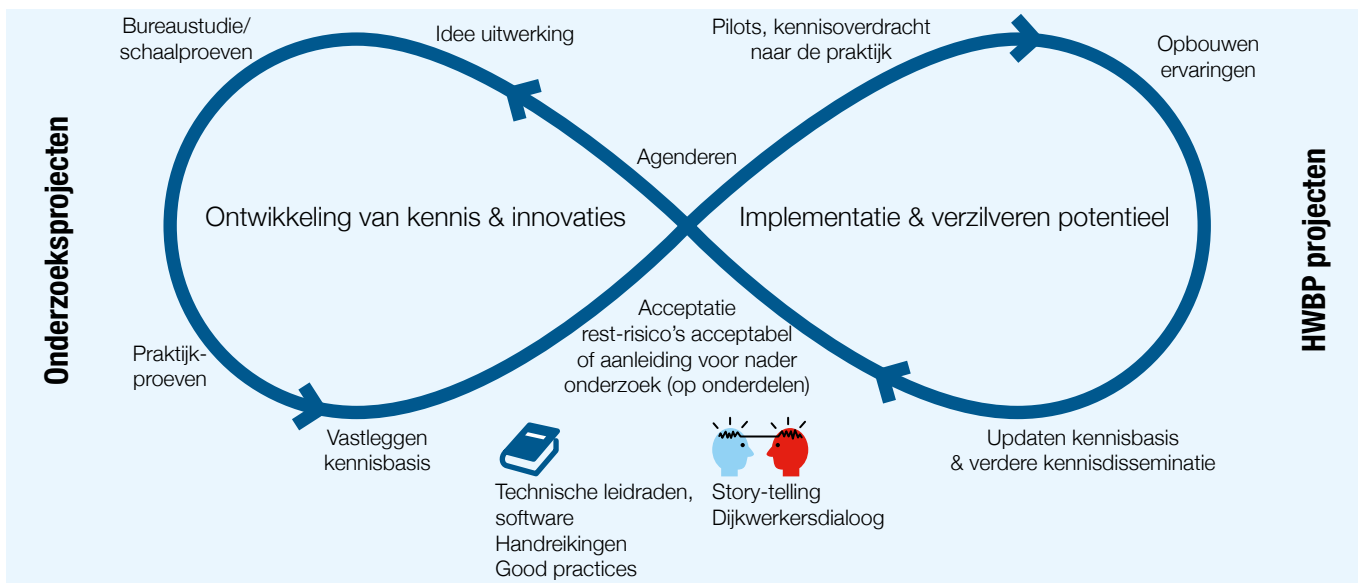 Bureaustudie/
schaalproeven
Idee uitwerking
Pilots, kennisoverdracht
naar de praktijk
Opbouwen
ervaringen
Onderzoeksprojecten
Agenderen
Ontwikkeling van kennis & innovaties
Implementatie & verzilveren potentieel
HWBP projecten
Praktijk-
proeven
Acceptatie
rest-risico's acceptabel
of aanleiding voor nader
onderzoek (op onderdelen)
Vastleggen
kennisbasis
Updaten kennisbasis
& verdere kennisdisseminatie
Technische leidraden,
software
Handreikingen
Good practices
Story-telling
Dijkwerkersdialoog